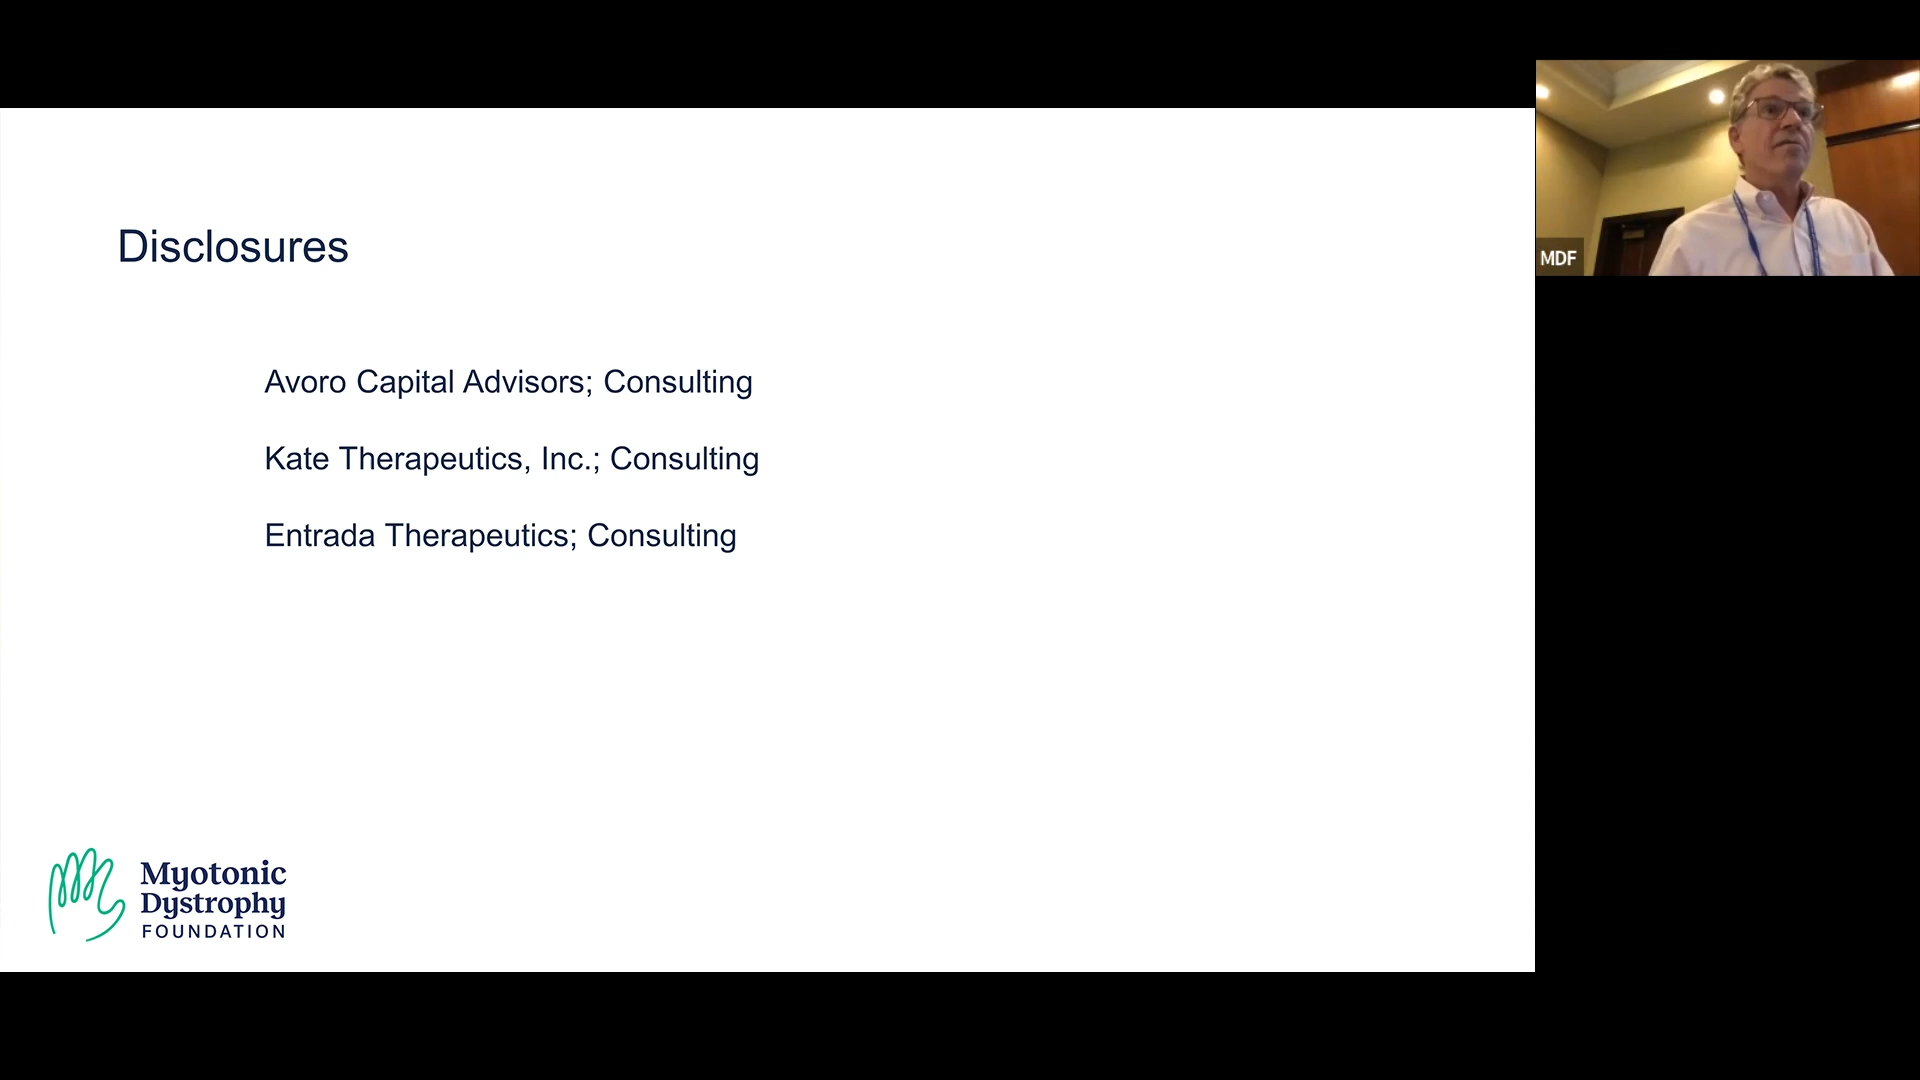 Disclosures
Avoro Capital Advisors; Consulting
Kate Therapeutics, Inc.; Consulting
Entrada Therapeutics; Consulting
Myotonic
Dystrophy
FOUNDATION
MDF